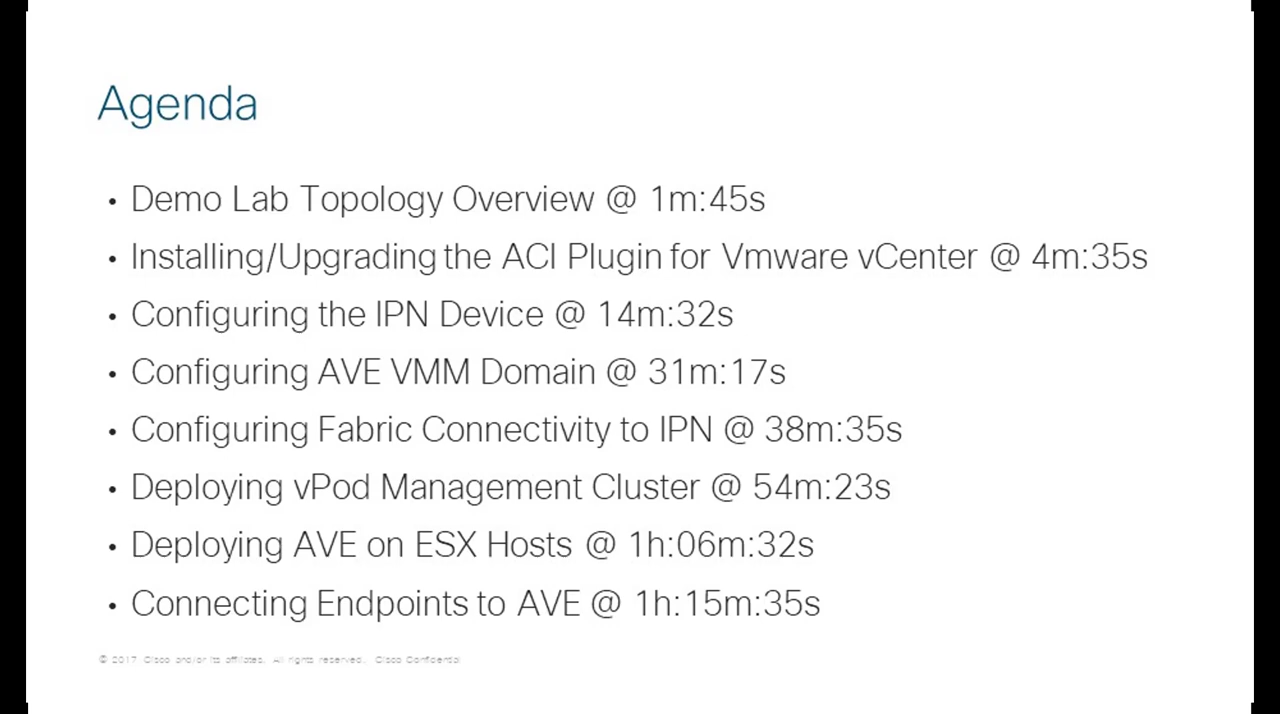 Agenda
• Demo Lab Topology Overview @ 1m:45s
• Installing/Upgrading the ACI Plugin for Vmware vCenter @ 4m:35s
• Configuring the IPN Device @ 14m:32s
• Configuring AVE VMM Domain @ 31m:17s
• Configuring Fabric Connectivity to IPN @ 38m:35s
• Deploying vPod Management Cluster @ 54m:23s
• Deploying AVE on ESX Hosts @ 1h:06m:32s
• Connecting Endpoints to AVE @ 1h:15m:35s
© 2017 Cisco and/or its affiliates. All rights reserved. Cisco Confidential